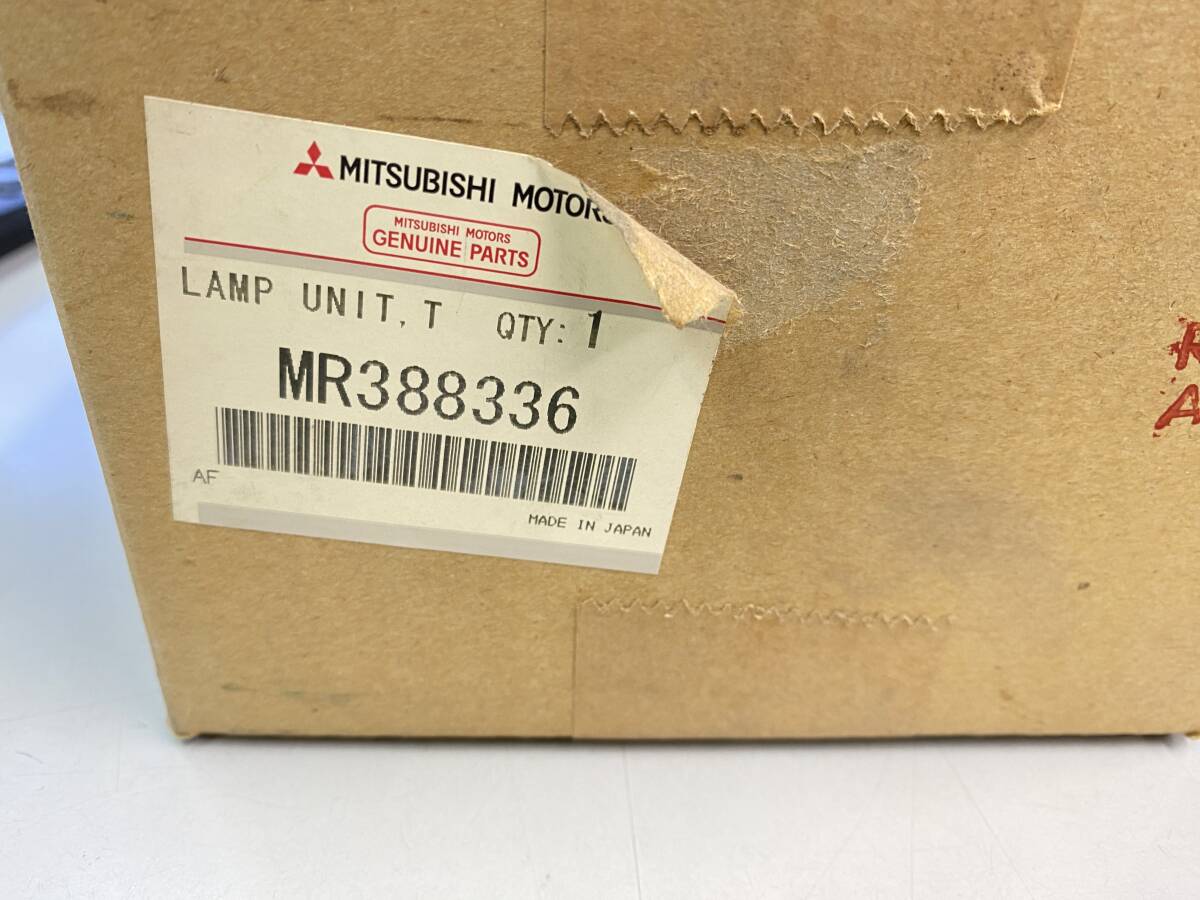 MITSUBISHI MOTORS
MITSUBISHI MOTORS
GENUINE PARTS
LAMP UNIT, T
QTY: 1
MR388336
AF
MADE IN JAPAN